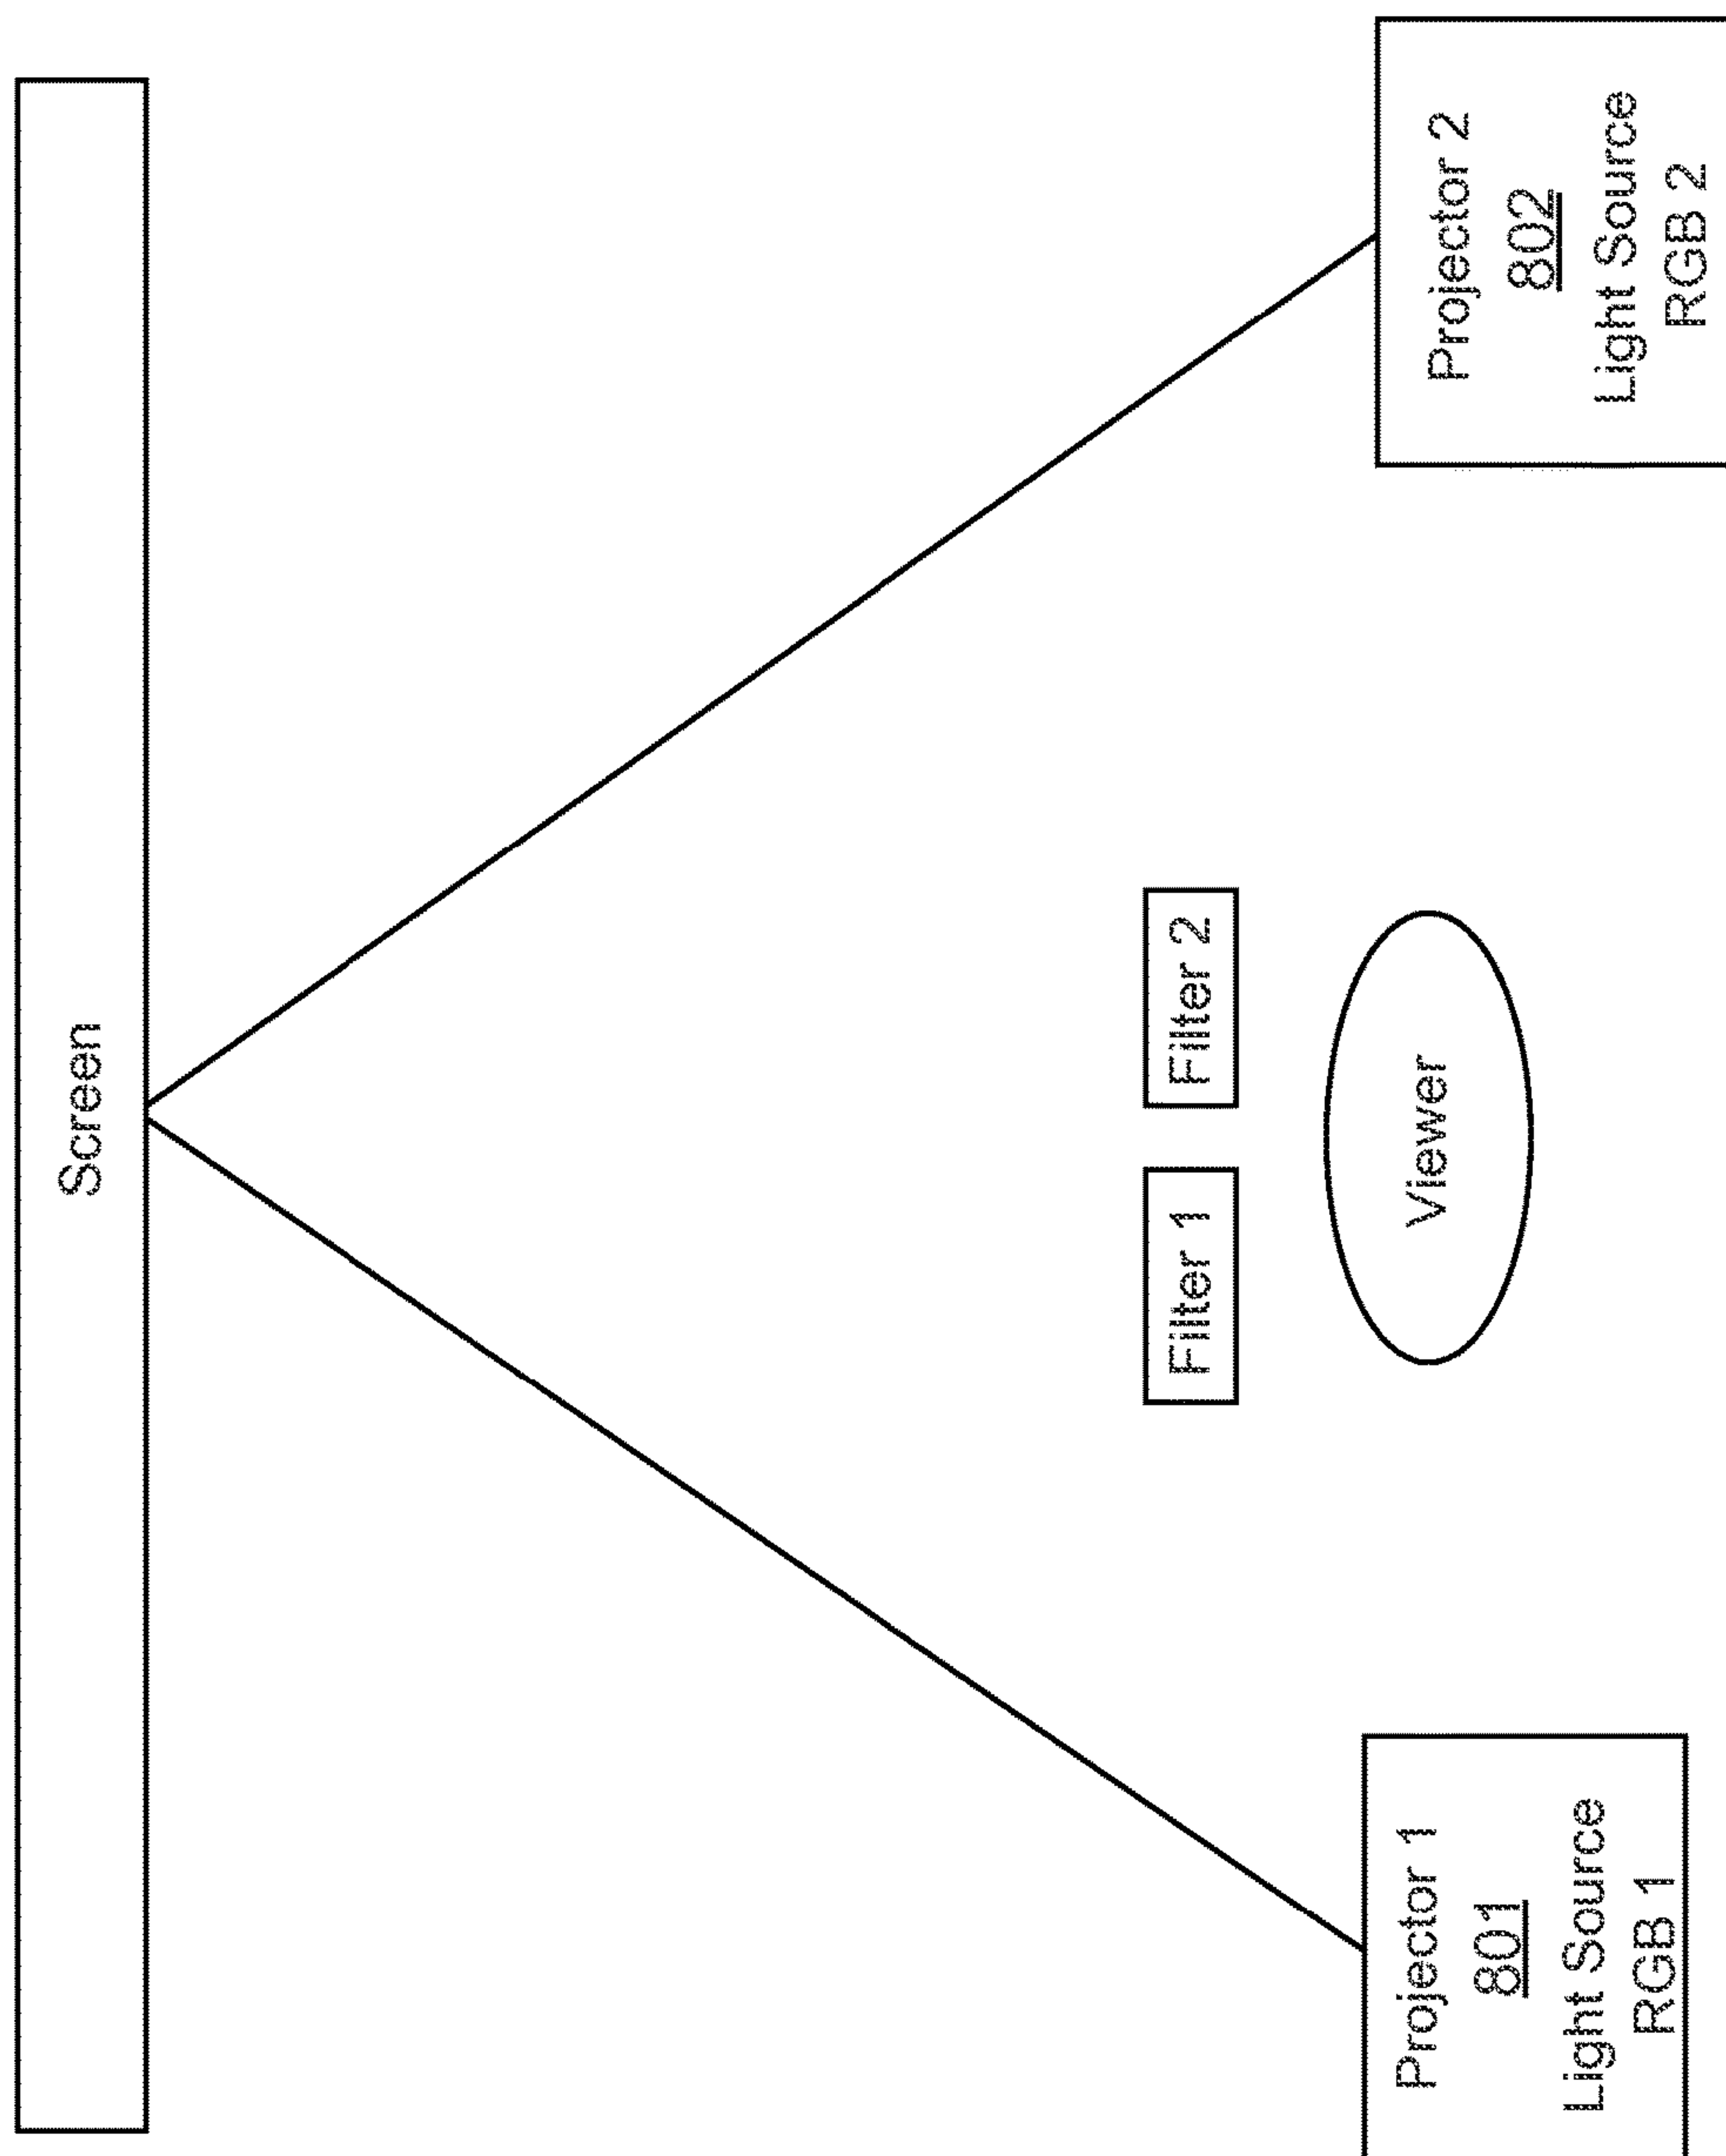 Screen
Filter 1
Filter 2
Viewer
Projector 1
801
Light Source
RGB 1
Projector 2
802
Light Source
RGB 2